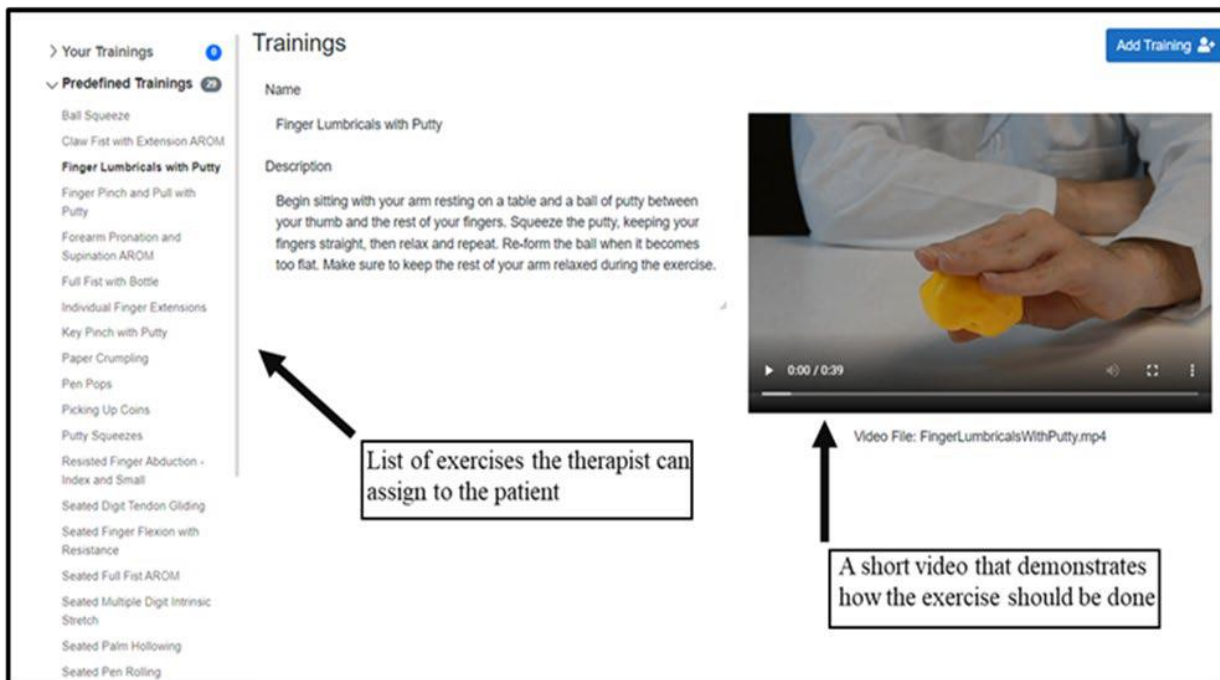 Your Trainings 0
Predefined Trainings 29
Ball Squeeze
Claw Fist with Extension AROM
Finger Lumbricals with Putty
Finger Pinch and Pull with
Putty
Forearm Pronation and
Supination AROM
Full Fist with Bottle
Individual Finger Extensions
Key Pinch with Putty
Paper Crumpling
Pen Pops
Picking Up Coins
Putty Squeezes
Resisted Finger Abduction -
Index and Small
Seated Digit Tendon Gliding
Seated Finger Flexion with
Resistance
Seated Full Fist AROM
Seated Multiple Digit Intrinsic
Stretch
Seated Palm Hollowing
Seated Pen Rolling
Trainings
Add Training
Name
Finger Lumbricals with Putty
Description
Begin sitting with your arm resting on a table and a ball of putty between
your thumb and the rest of your fingers. Squeeze the putty, keeping your
fingers straight, then relax and repeat. Re-form the ball when it becomes
too flat. Make sure to keep the rest of your arm relaxed during the exercise.
0:00 / 0:39
Video File: FingerLumbricalsWithPutty.mp4
List of exercises the therapist can
assign to the patient
A short video that demonstrates
how the exercise should be done